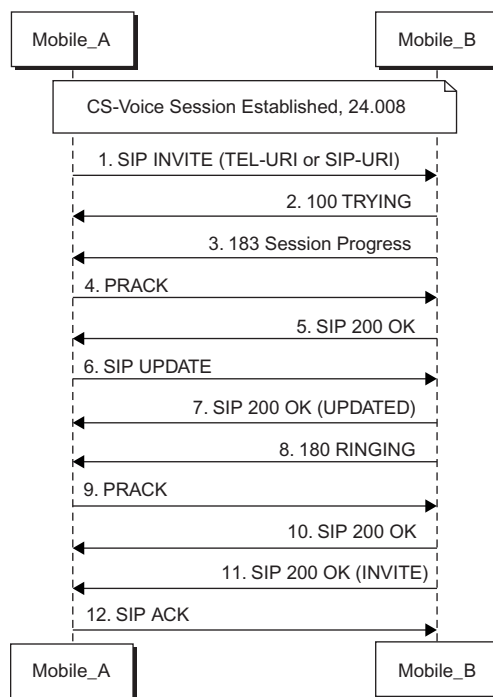 Mobile_A
Mobile_B
CS-Voice Session Established, 24.008
1. SIP INVITE (TEL-URI or SIP-URI)
2. 100 TRYING
3. 183 Session Progress
4. PRACK
5. SIP 200 OK
6. SIP UPDATE
7. SIP 200 OK (UPDATED)
8. 180 RINGING
9. PRACK
10. SIP 200 OK
11. SIP 200 OK (INVITE)
12. SIP ACK
Mobile_A
Mobile_B